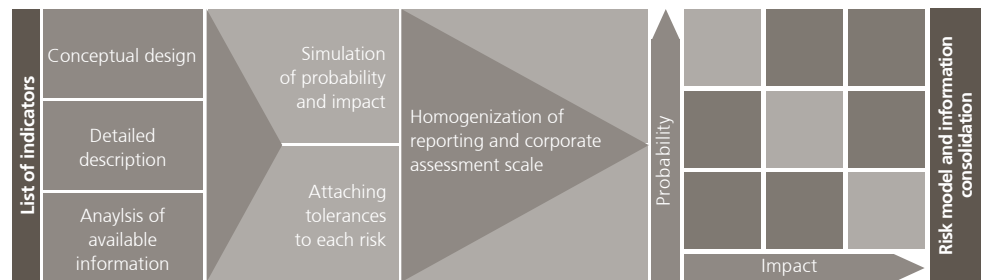 List of indicators
Conceptual design
Detailed
description
Anaylsis of
available
information
Simulation
of probability
and impact
Attaching
tolerances
to each risk
Homogenization of
reporting and corporate
assessment scale
Probability
Impact
Risk model and information
consolidation